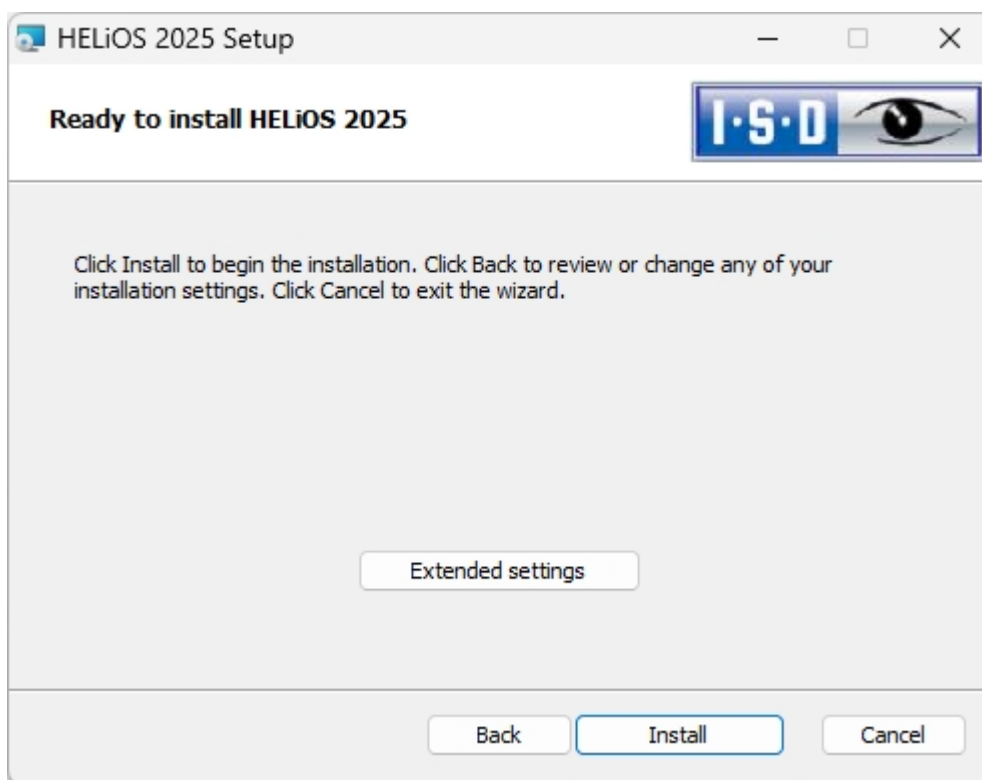 HELiOS 2025 Setup
Ready to install HELiOS 2025
I·S·D
Click Install to begin the installation. Click Back to review or change any of your
installation settings. Click Cancel to exit the wizard.
Extended settings
Back
Install
Cancel